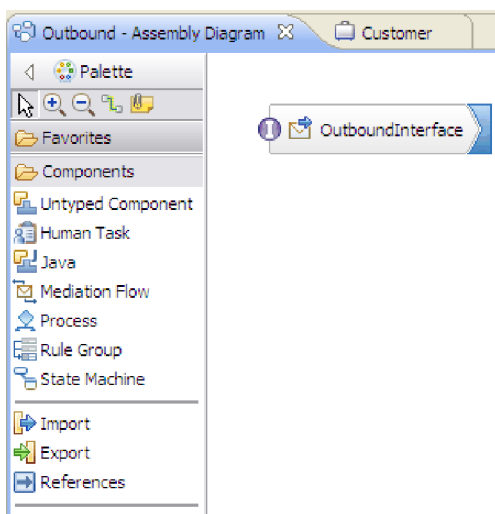 Outbound - Assembly Diagram
Customer
Palette
Favorites
Components
Untyped Component
Human Task
Java
Mediation Flow
Process
Rule Group
State Machine
Import
Export
References
I OutboundInterface